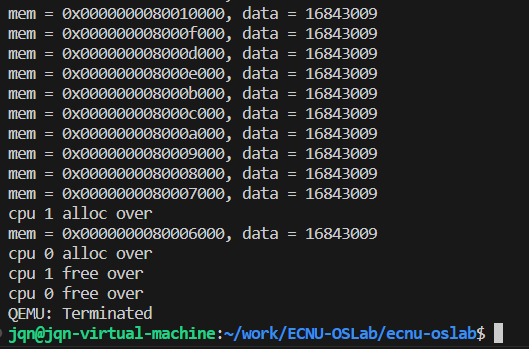 mem = 0x0000000080010000, data = 16843009
mem = 0x000000008000f000, data = 16843009
mem = 0x000000008000d000, data = 16843009
mem = 0x000000008000e000, data = 16843009
mem = 0x000000008000b000, data = 16843009
mem = 0x000000008000c000, data = 16843009
mem = 0x000000008000a000, data = 16843009
mem = 0x0000000080009000, data = 16843009
mem = 0x0000000080008000, data = 16843009
mem = 0x0000000080007000, data = 16843009
cpu 1 alloc over
mem = 0x0000000080006000, data = 16843009
cpu 0 alloc over
cpu 1 free over
cpu 0 free over
QEMU: Terminated
jqn@jqn-virtual-machine:~/work/ECNU-OSLab/ecnu-oslab$